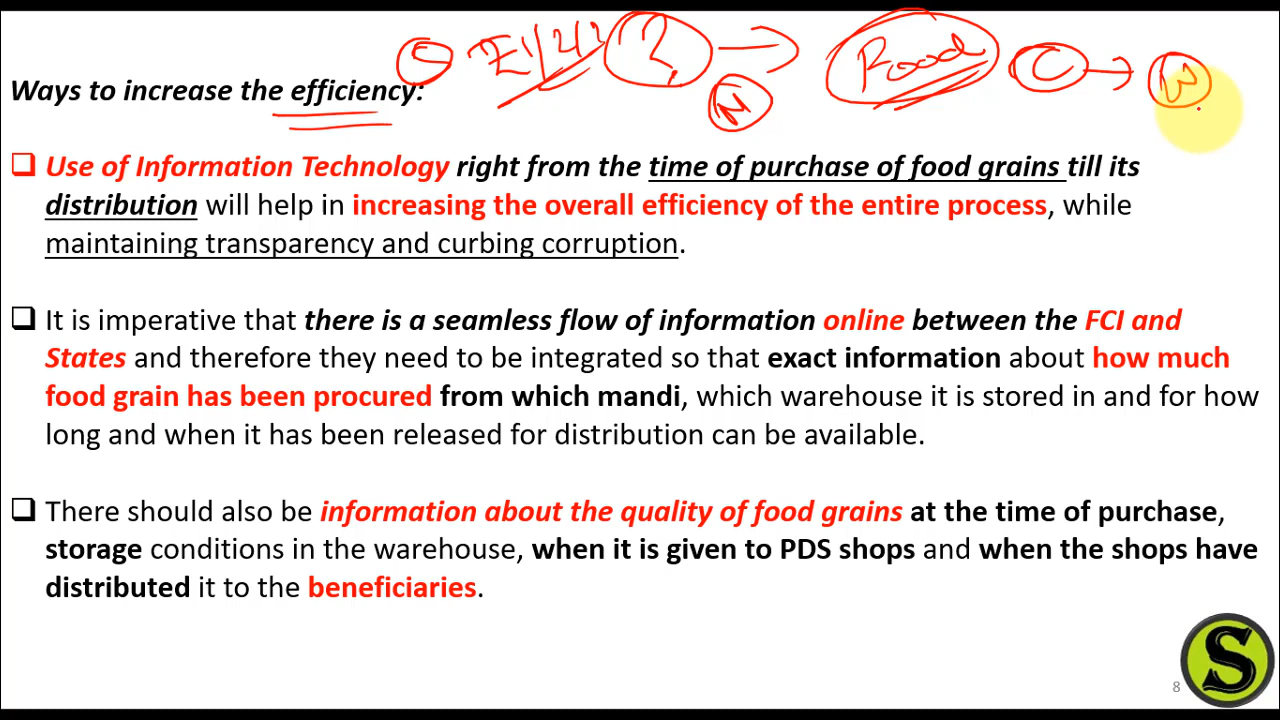 Food
C
W
N
Ways to increase the efficiency:
Use of Information Technology right from the time of purchase of food grains till its
distribution will help in increasing the overall efficiency of the entire process, while
maintaining transparency and curbing corruption.
It is imperative that there is a seamless flow of information online between the FCI and
States and therefore they need to be integrated so that exact information about how much
food grain has been procured from which mandi, which warehouse it is stored in and for how
long and when it has been released for distribution can be available.
There should also be information about the quality of food grains at the time of purchase,
storage conditions in the warehouse, when it is given to PDS shops and when the shops have
distributed it to the beneficiaries.
S
8